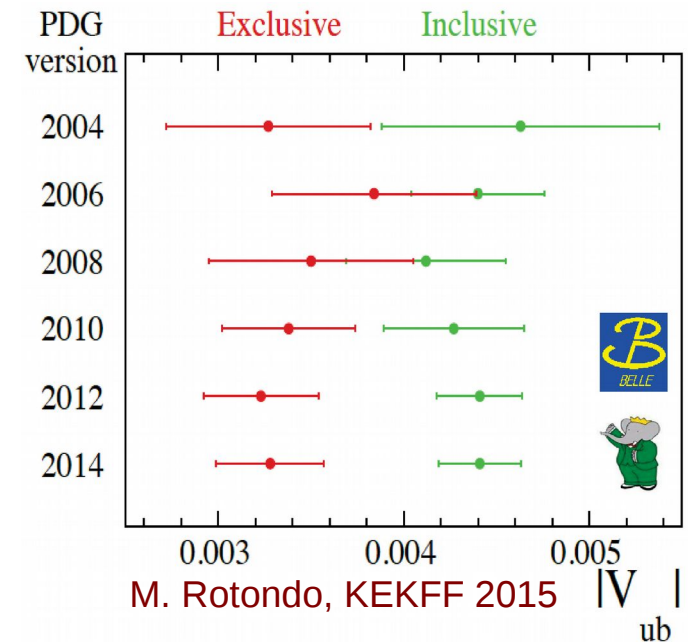 PDG Exclusive Inclusive
version
2004
2006
2008
2010
2012
2014
B
BELLE
0.003 0.004 0.005
M. Rotondo, KEKFF 2015 |V |
ub